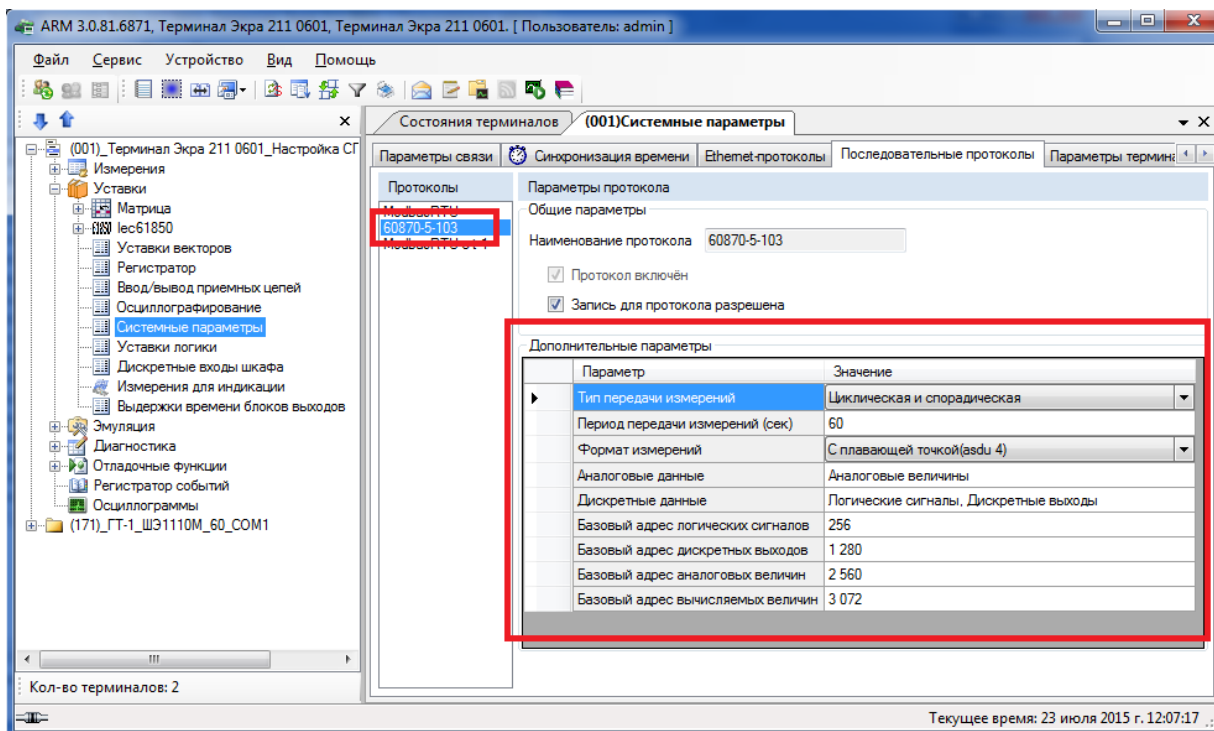 ARM 3.0.81.6871, Терминал Экра 211 0601, Терминал Экра 211 0601. [ Пользователь: admin ]
Файл Сервис Устройство Вид Помощь
Состояния терминалов (001)Системные параметры
(001)_Терминал Экра 211 0601_Настройка СГ
Измерения
Уставки
Матрица
Iec61850
Уставки векторов
Регистратор
Ввод/вывод приемных цепей
Осциллографирование
Системные параметры
Уставки логики
Дискретные входы шкафа
Измерения для индикации
Выдержки времени блоков выходов
Эмуляция
Диагностика
Отладочные функции
Регистратор событий
Осциллограммы
(171)_ГТ-1_ШЭ1110М_60_COM1
Кол-во терминалов: 2
Параметры связи Синхронизация времени Ethernet-протоколы Последовательные протоколы Параметры термина
Протоколы
60870-5-103
Параметры протокола
Общие параметры
Наименование протокола 60870-5-103
Протокол включён
Запись для протокола разрешена
Дополнительные параметры
Параметр Значение
Тип передачи измерений Циклическая и спорадическая
Период передачи измерений (сек) 60
Формат измерений С плавающей точкой(asdu 4)
Аналоговые данные Аналоговые величины
Дискретные данные Логические сигналы, Дискретные выходы
Базовый адрес логических сигналов 256
Базовый адрес дискретных выходов 1 280
Базовый адрес аналоговых величин 2 560
Базовый адрес вычисляемых величин 3 072
Текущее время: 23 июля 2015 г. 12:07:17